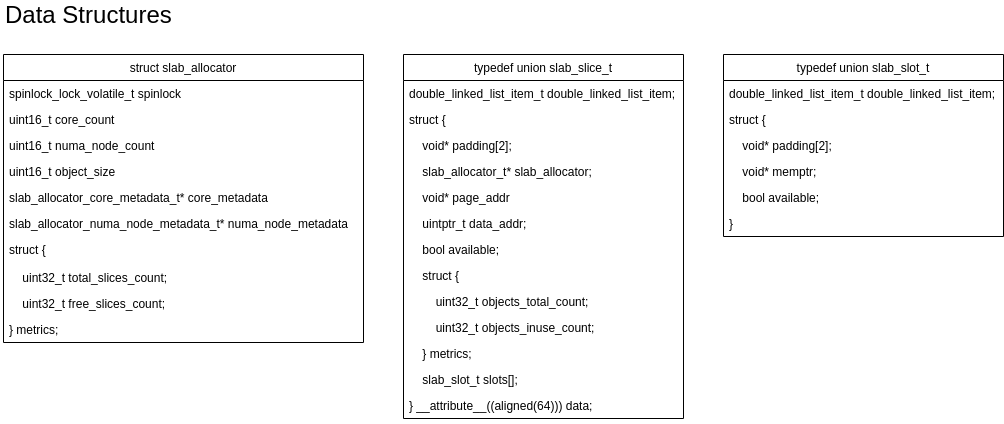 Data Structures
struct slab_allocator
spinlock_lock_volatile_t spinlock
uint16_t core_count
uint16_t numa_node_count
uint16_t object_size
slab_allocator_core_metadata_t* core_metadata
slab_allocator_numa_node_metadata_t* numa_node_metadata
struct {
uint32_t total_slices_count;
uint32_t free_slices_count;
} metrics;
typedef union slab_slice_t
double_linked_list_item_t double_linked_list_item;
struct {
void* padding[2];
slab_allocator_t* slab_allocator;
void* page_addr
uintptr_t data_addr;
bool available;
struct {
uint32_t objects_total_count;
uint32_t objects_inuse_count;
} metrics;
slab_slot_t slots[];
} __attribute__((aligned(64))) data;
typedef union slab_slot_t
double_linked_list_item_t double_linked_list_item;
struct {
void* padding[2];
void* memptr;
bool available;
}